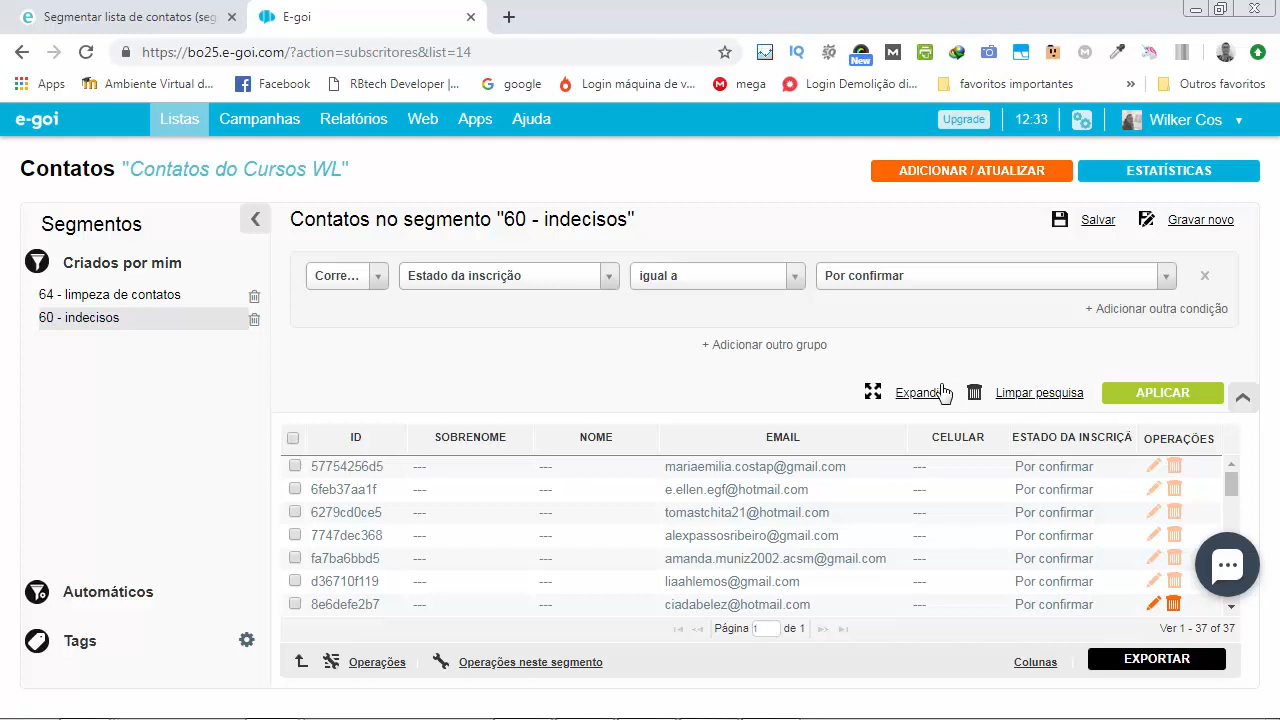 Segmentar lista de contatos (seg
E-goi
https://bo25.e-goi.com/?action=subscritores&list=14
New
Apps
Ambiente Virtual d...
Facebook
RBtech Developer |...
google
Login máquina de v...
mega
Login Demolição di...
favoritos importantes
»
Outros favoritos
e-goi
Listas
Campanhas
Relatórios
Web
Apps
Ajuda
Upgrade
12:33
Wilker Cos
Contatos "Contatos do Cursos WL"
ADICIONAR / ATUALIZAR
ESTATÍSTICAS
Segmentos
Contatos no segmento "60 - indecisos"
Salvar
Gravar novo
Criados por mim
64 - limpeza de contatos
60 - indecisos
Corre...
Estado da inscrição
igual a
Por confirmar
+ Adicionar outra condição
+ Adicionar outro grupo
Expandi
Limpar pesquisa
APLICAR
ID SOBRENOME NOME EMAIL CELULAR ESTADO DA INSCRIÇÃ OPERAÇÕES
57754256d5 --- --- mariaemilia.costap@gmail.com --- Por confirmar
6feb37aa1f --- --- e.ellen.egf@hotmail.com --- Por confirmar
6279cd0ce5 --- --- tomastchita21@hotmail.com --- Por confirmar
7747dec368 --- --- alexpassosribeiro@gmail.com --- Por confirmar
fa7ba6bbd5 --- --- amanda.muniz2002.acsm@gmail.com --- Por confirmar
d36710f119 --- --- liaahlemos@gmail.com --- Por confirmar
8e6defe2b7 --- --- ciadabelez@hotmail.com --- Por confirmar
Automáticos
Tags
Página 1 de 1
Ver 1 - 37 of 37
Operações
Operações neste segmento
Colunas
EXPORTAR